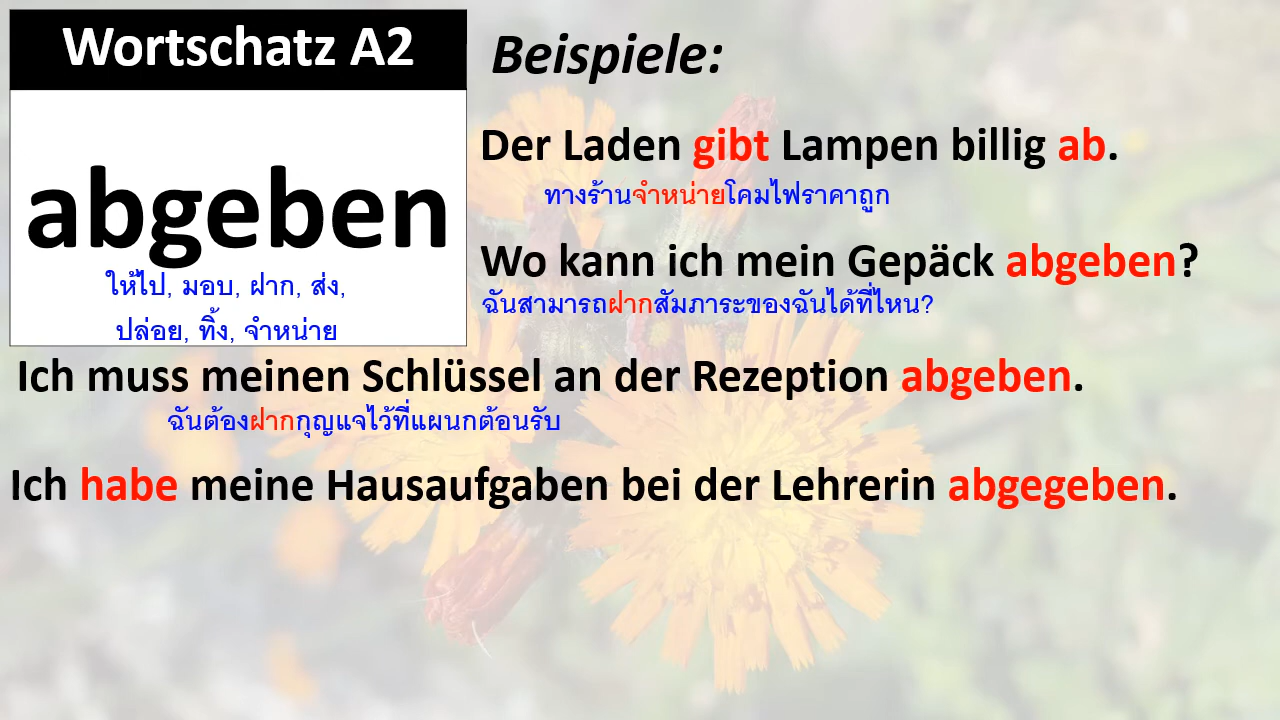 Wortschatz A2
abgeben
ให้ไป, มอบ, ฝาก, ส่ง,
ปล่อย, ทิ้ง, จำหน่าย
Beispiele:
Der Laden gibt Lampen billig ab.
ทางร้านจำหน่ายโคมไฟราคาถูก
Wo kann ich mein Gepäck abgeben?
ฉันสามารถฝากสัมภาระของฉันได้ที่ไหน?
Ich muss meinen Schlüssel an der Rezeption abgeben.
ฉันต้องฝากกุญแจไว้ที่แผนกต้อนรับ
Ich habe meine Hausaufgaben bei der Lehrerin abgegeben.